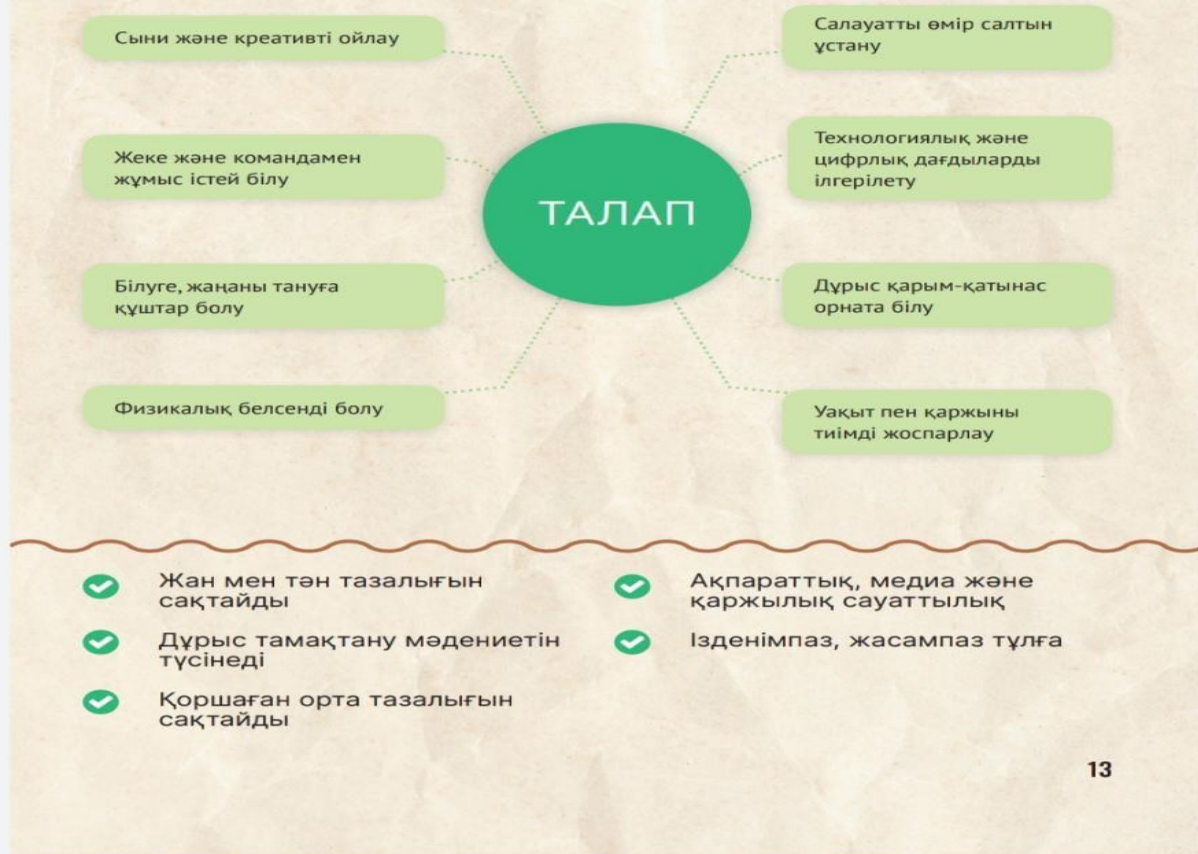 Сыни және креативті ойлау
Жеке және командамен
жұмыс істей білу
Білуге, жаңаны тануға
құштар болу
Физикалық белсенді болу
ТАЛАП
Салауатты өмір салтын
ұстану
Технологиялық және
цифрлық дағдыларды
ілгерілету
Дұрыс қарым-қатынас
орната білу
Уақыт пен қаржыны
тиімді жоспарлау
Жан мен тән тазалығын
сақтайды
Дұрыс тамақтану мәдениетін
түсінеді
Қоршаған орта тазалығын
сақтайды
Ақпараттық, медиа және
қаржылық сауаттылық
Ізденімпаз, жасампаз тұлға
13